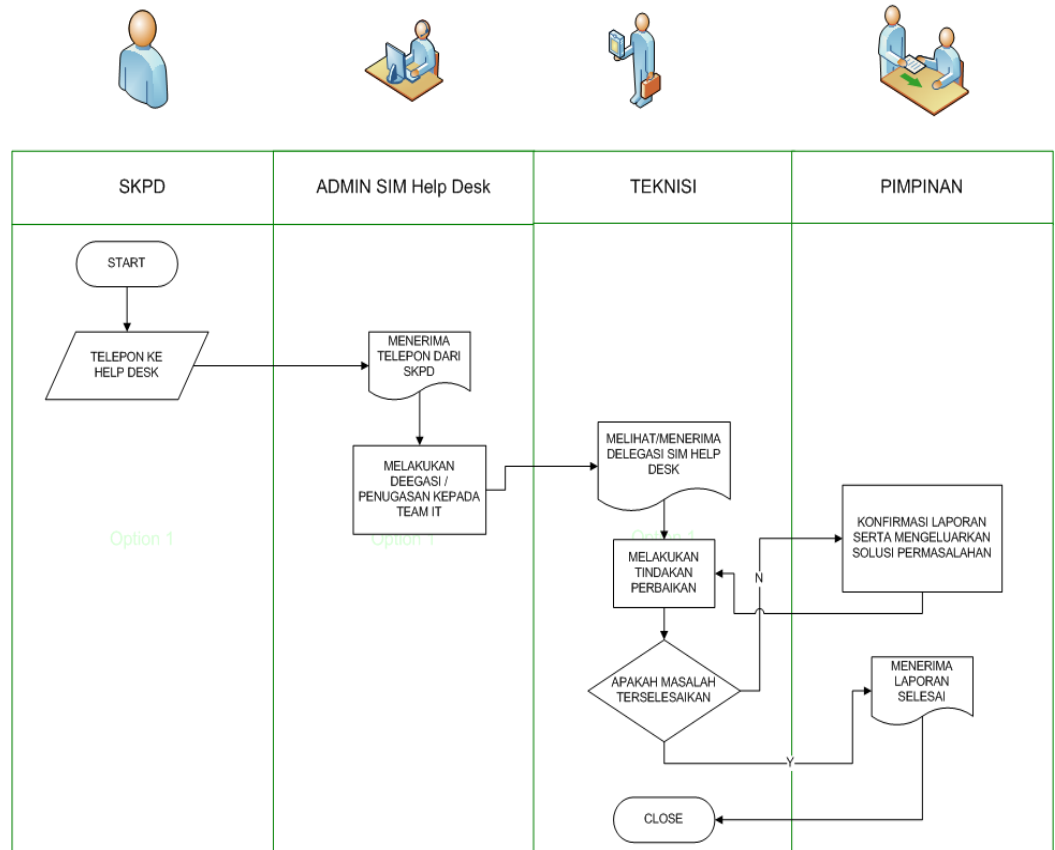 SKPD
ADMIN SIM Help Desk
TEKNISI
PIMPINAN
START
TELEPON KE
HELP DESK
MENERIMA
TELEPON DARI
SKPD
MELAKUKAN
DEEGASI /
PENUGASAN KEPADA
TEAM IT
MELIHAT/MENERIMA
DELEGASI SIM HELP
DESK
Option 1
Option 1
Option 1
MELAKUKAN
TINDAKAN
PERBAIKAN
N
KONFIRMASI LAPORAN
SERTA MENGELUARKAN
SOLUSI PERMASALAHAN
APAKAH MASALAH
TERSELESAIKAN
Y
MENERIMA
LAPORAN
SELESAI
CLOSE